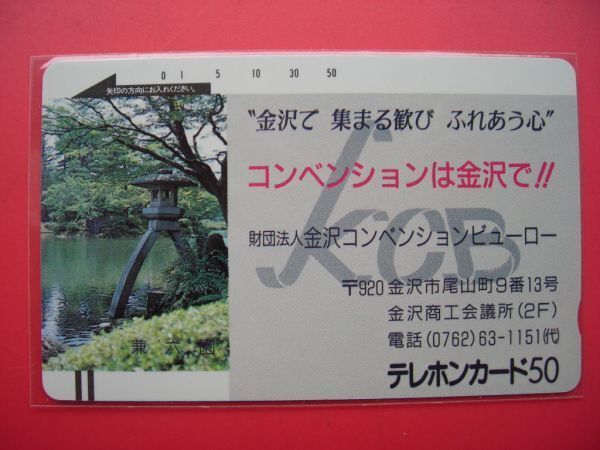 0 1 5 10 30 50
矢印の方向にお入れください。
"金沢で 集まる歓び ふれあう心"
コンベンションは金沢で!!
KCB
財団法人金沢コンベンションビューロー
〒920 金沢市尾山町9番13号
金沢商工会議所(2F)
電話(0762)63-1151(代)
テレホンカード50
兼六園